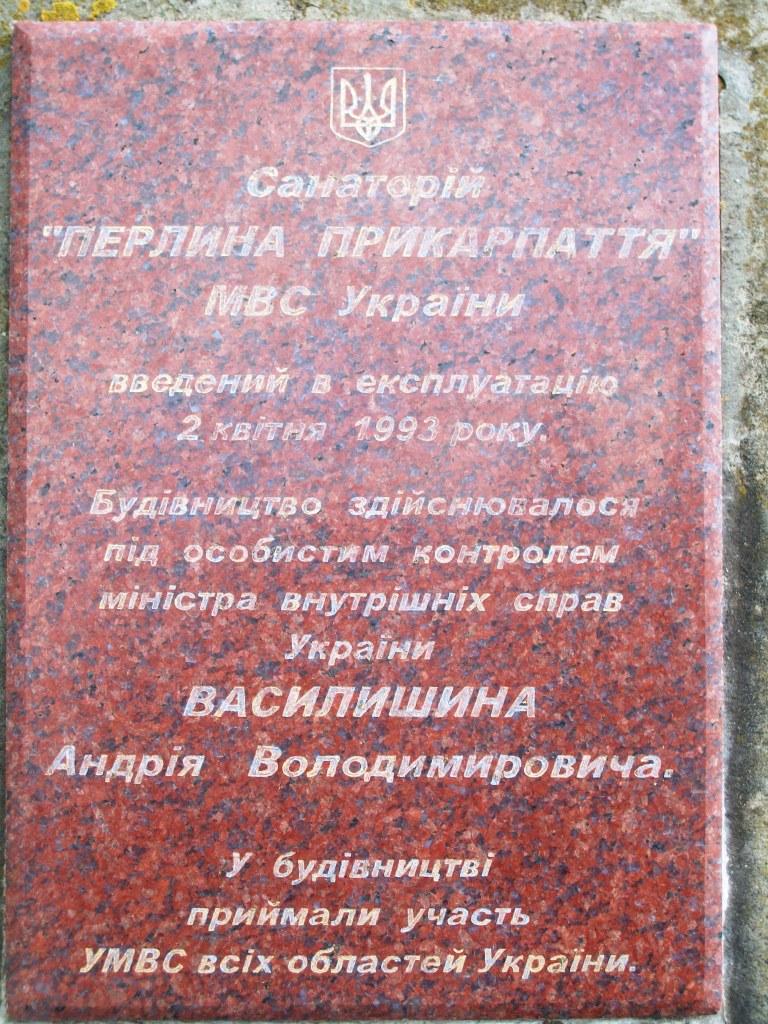 Санаторій
"ПЕРЛИНА ПРИКАРПАТТЯ"
МВС України
введений в експлуатацію
2 квітня 1993 року.
Будівництво здійснювалося
під особистим контролем
міністра внутрішніх справ
України
ВАСИЛИШИНА
Андрія Володимировича.
У будівництві
приймали участь
УМВС всіх областей України.